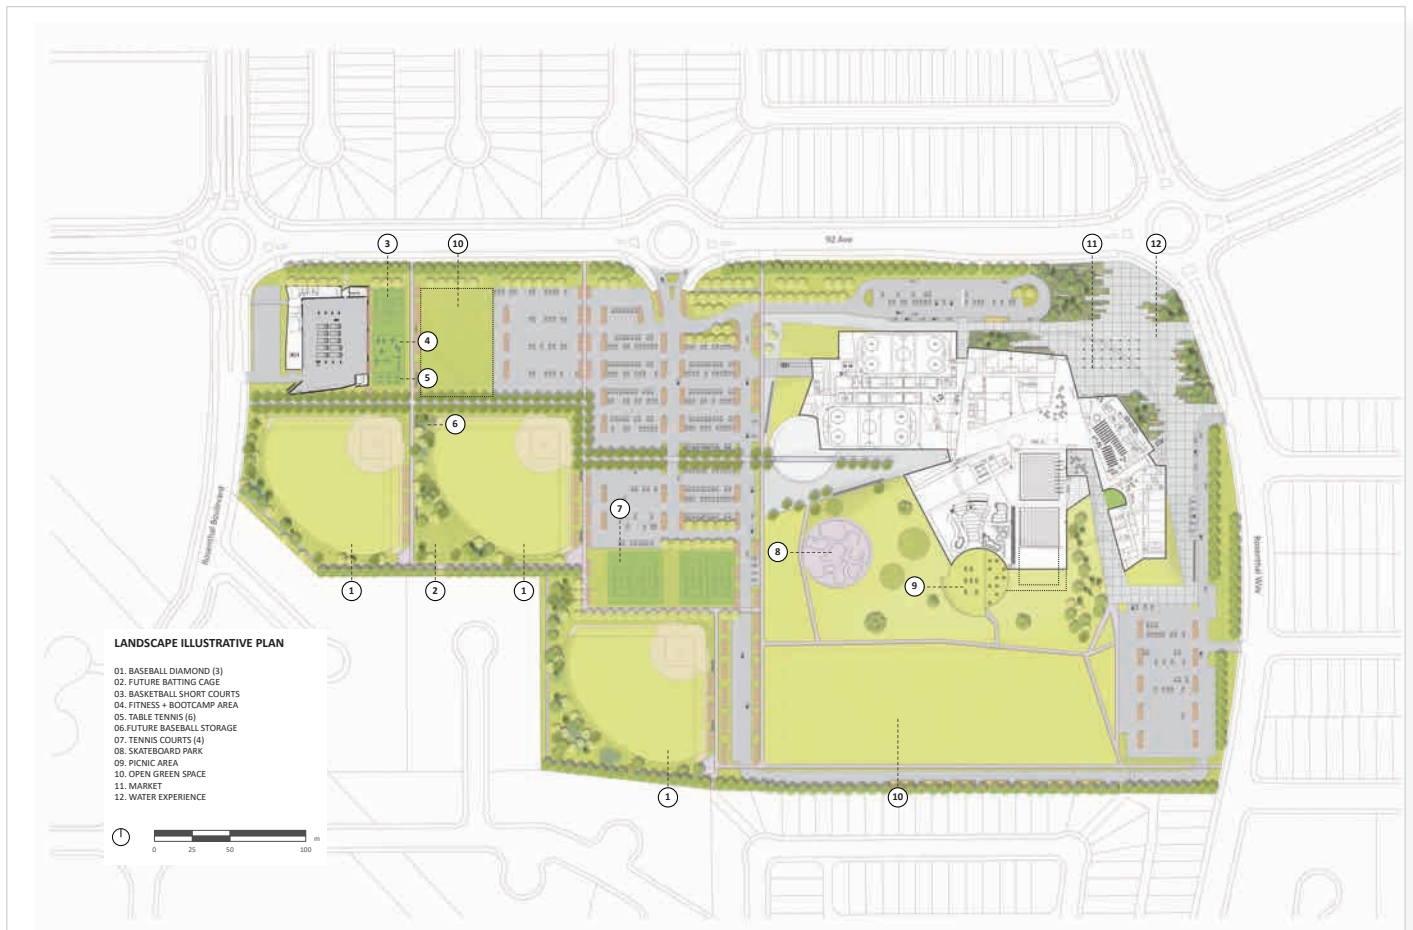 3
10
92 Ave
11
12
4
5
6
7
8
9
Rosenthal Boulevard
Rosenthal Way
1
2
1
LANDSCAPE ILLUSTRATIVE PLAN
01. BASEBALL DIAMOND (3)
02. FUTURE BATTING CAGE
03. BASKETBALL SHORT COURTS
04. FITNESS + BOOTCAMP AREA
05. TABLE TENNIS (6)
06.FUTURE BASEBALL STORAGE
07. TENNIS COURTS (4)
08. SKATEBOARD PARK
09. PICNIC AREA
10. OPEN GREEN SPACE
11. MARKET
12. WATER EXPERIENCE
1
10
m
0 25 50 100